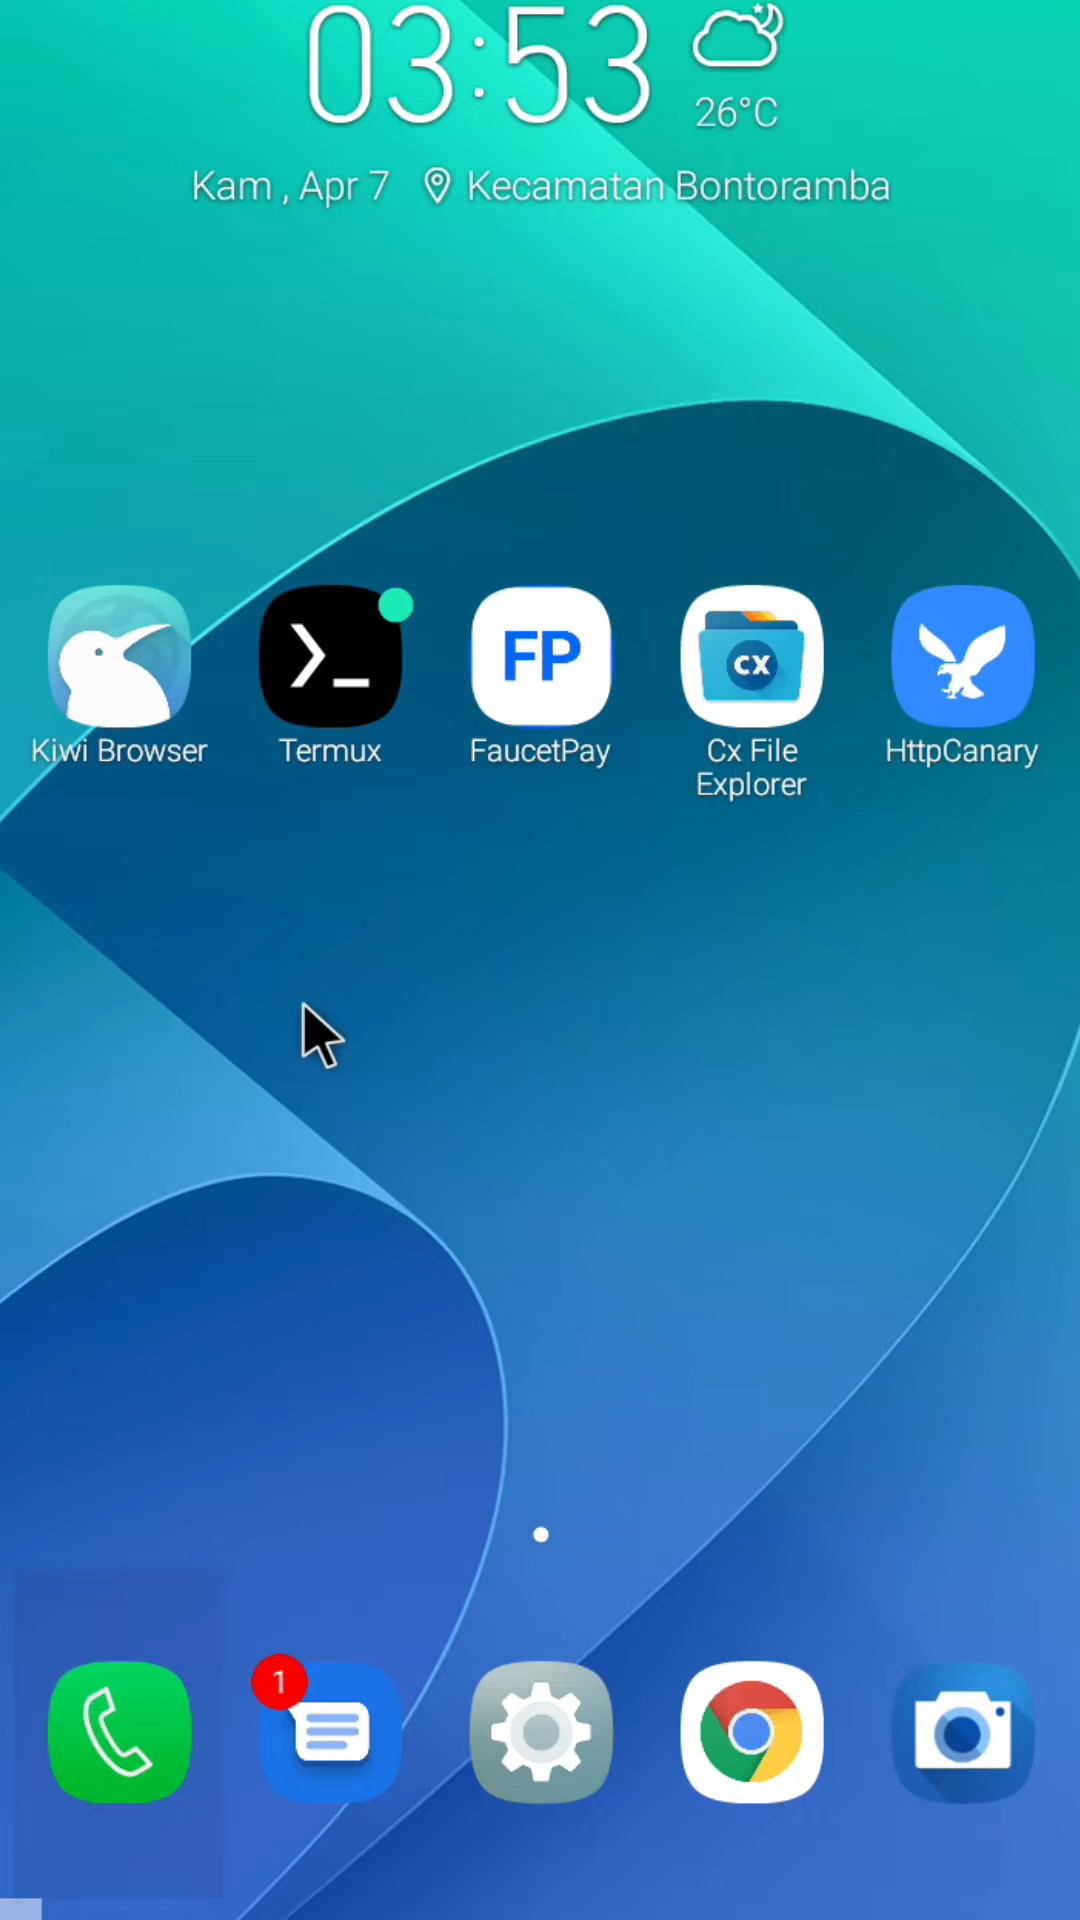 03:53
26°C
Kam , Apr 7 Kecamatan Bontoramba
FP
CX
Kiwi Browser
Termux
FaucetPay
Cx File
Explorer
HttpCanary
1